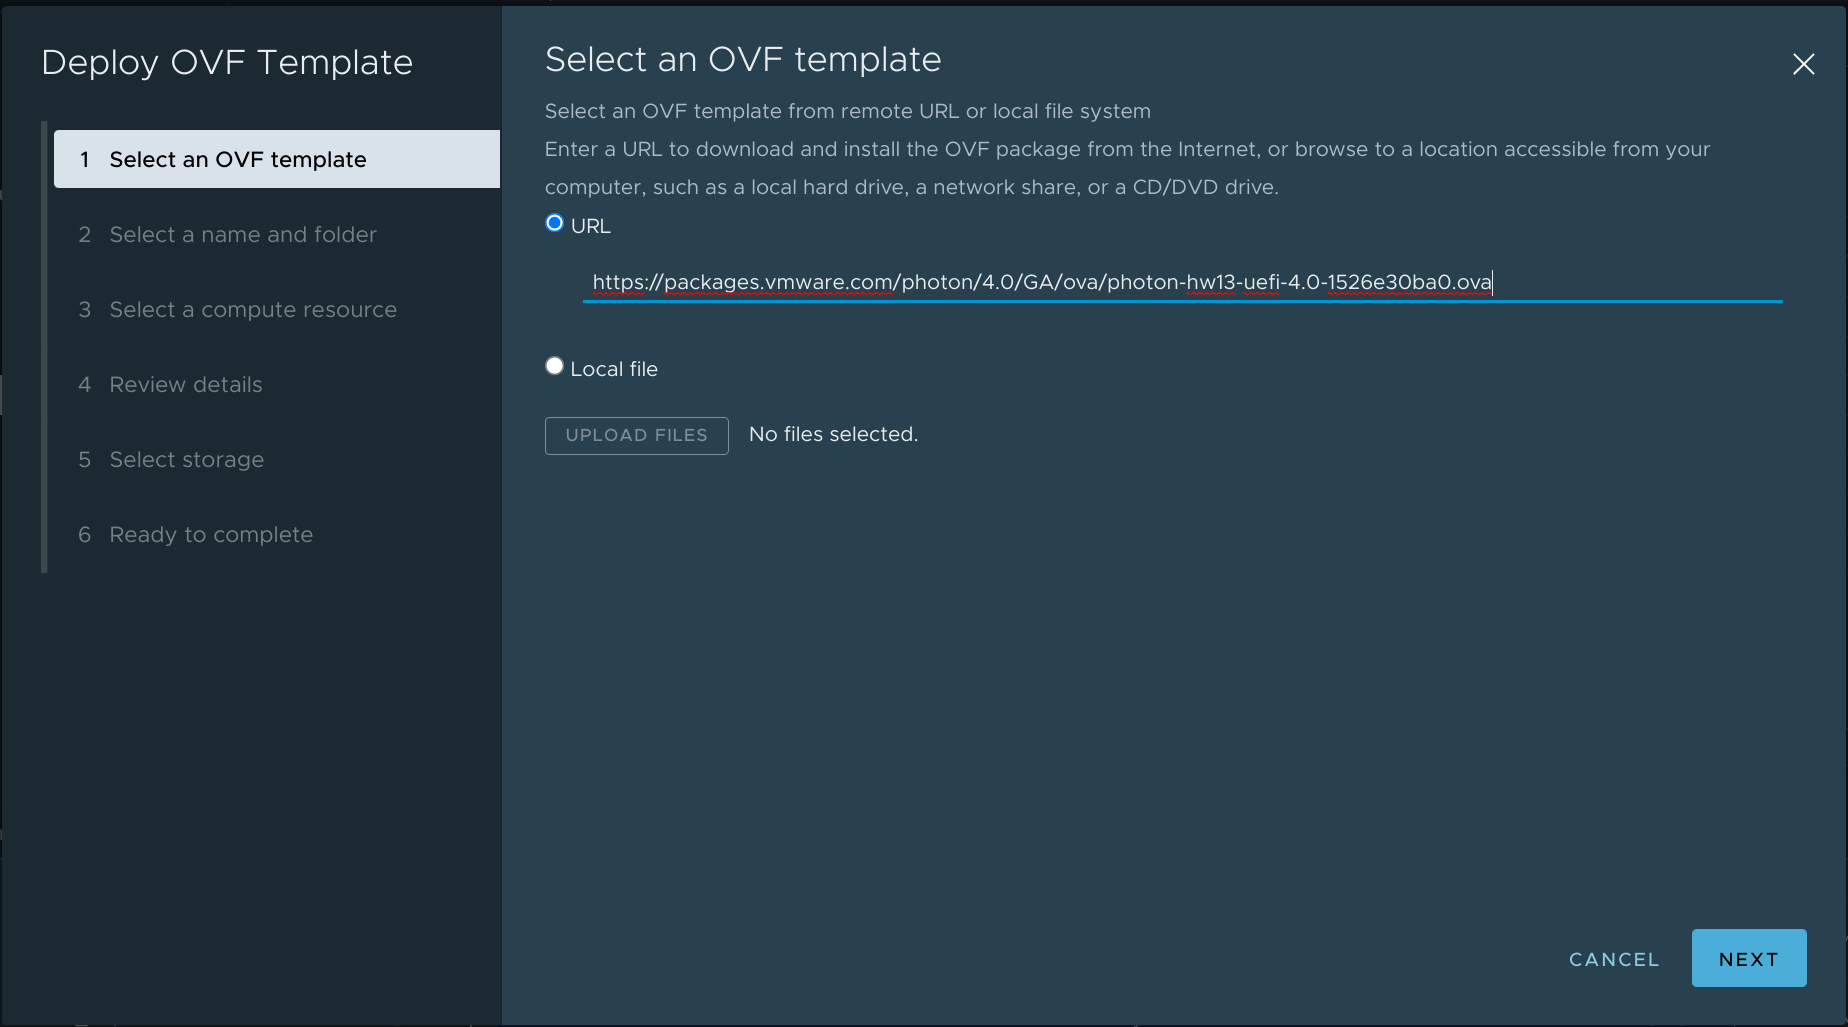 Deploy OVF Template
1 Select an OVF template
2 Select a name and folder
3 Select a compute resource
4 Review details
5 Select storage
6 Ready to complete
Select an OVF template
Select an OVF template from remote URL or local file system
Enter a URL to download and install the OVF package from the Internet, or browse to a location accessible from your
computer, such as a local hard drive, a network share, or a CD/DVD drive.
URL
https://packages.vmware.com/photon/4.0/GA/ova/photon-hw13-uefi-4.0-1526e30ba0.ova
Local file
UPLOAD FILES No files selected.
CANCEL NEXT